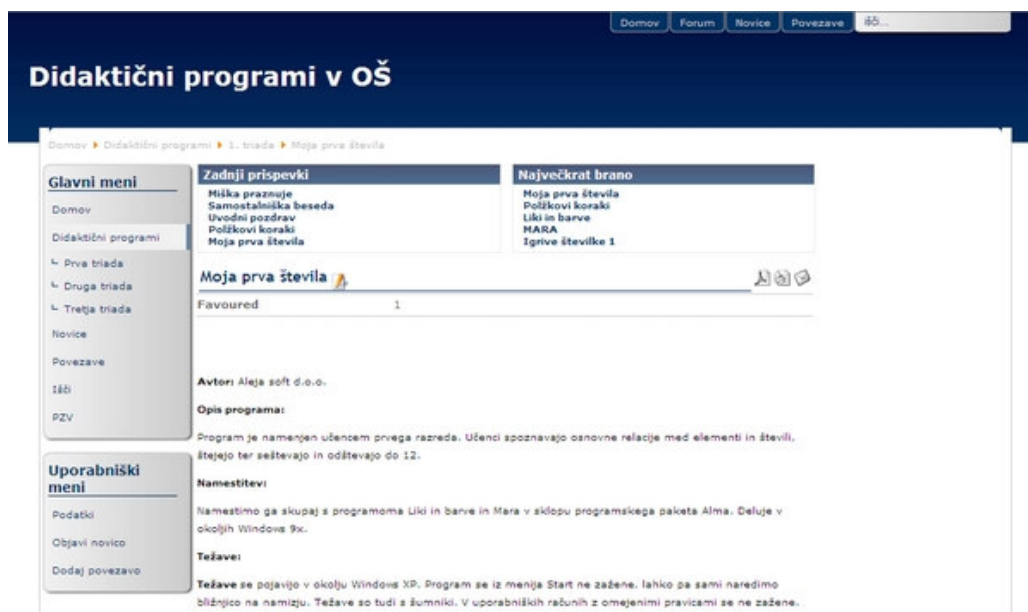 Domov Forum Novice Povezave išči...
Didaktični programi v OŠ
Domov Didaktični programi 1. triada Moja prva števila
Glavni meni
Domov
Didaktični programi
Prva triada
Druga triada
Tretja triada
Novice
Povezave
Išči
PZV
Uporabniški
meni
Podatki
Objavi novico
Dodaj povezavo
Zadnji prispevki
Miška praznuje
Samostalniška beseda
Uvodni pozdrav
Polžkovi koraki
Moja prva števila
Največkrat brano
Moja prva števila
Polžkovi koraki
Liki in barve
MARA
Igrive številke 1
Moja prva števila
Favoured 1
Avtor: Aleja soft d.o.o.
Opis programa:
Program je namenjen učencem prvega razreda. Učenci spoznavajo osnovne relacije med elementi in števili,
štejejo ter seštevajo in odštevajo do 12.
Namestitev:
Namestimo ga skupaj s programoma Liki in barve in Mara v sklopu programskega paketa Alma. Deluje v
okoljih Windows 9x.
Težave:
Težave se pojavijo v okolju Windows XP. Program se iz menija Start ne zažene, lahko pa sami naredimo
bližnjico na namizju. Težave so tudi s šumniki. V uporabniških računih z omejenimi pravicami se ne zažene.